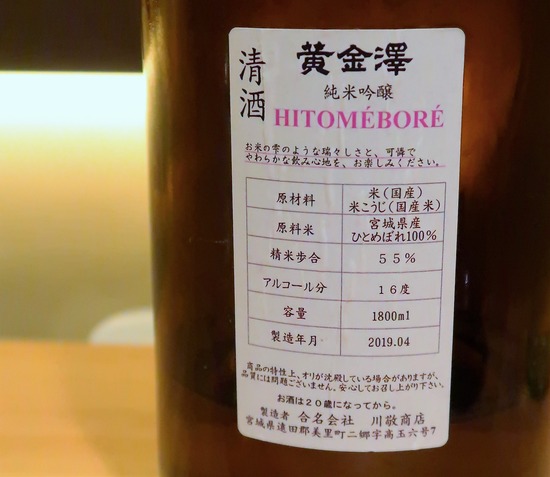 清酒
黄金澤
純米吟醸
HITOMÉBORÉ
お米の雫のような瑞々しさと、可憐で
やわらかな飲み心地を、お楽しみください。
原材料 米(国産)
米こうじ(国産米)
原料米 宮城県産
ひとめぼれ100%
精米歩合 55%
アルコール分 16度
容量 1800ml
製造年月 2019.04
商品の特性上、オリが沈殿している場合がありますが、
品質には問題ございません。安心してお召し上がり下さい。
お酒は20歳になってから。
製造者 合名会社 川敬商店
宮城県遠田郡美里町二郷字高玉六号7